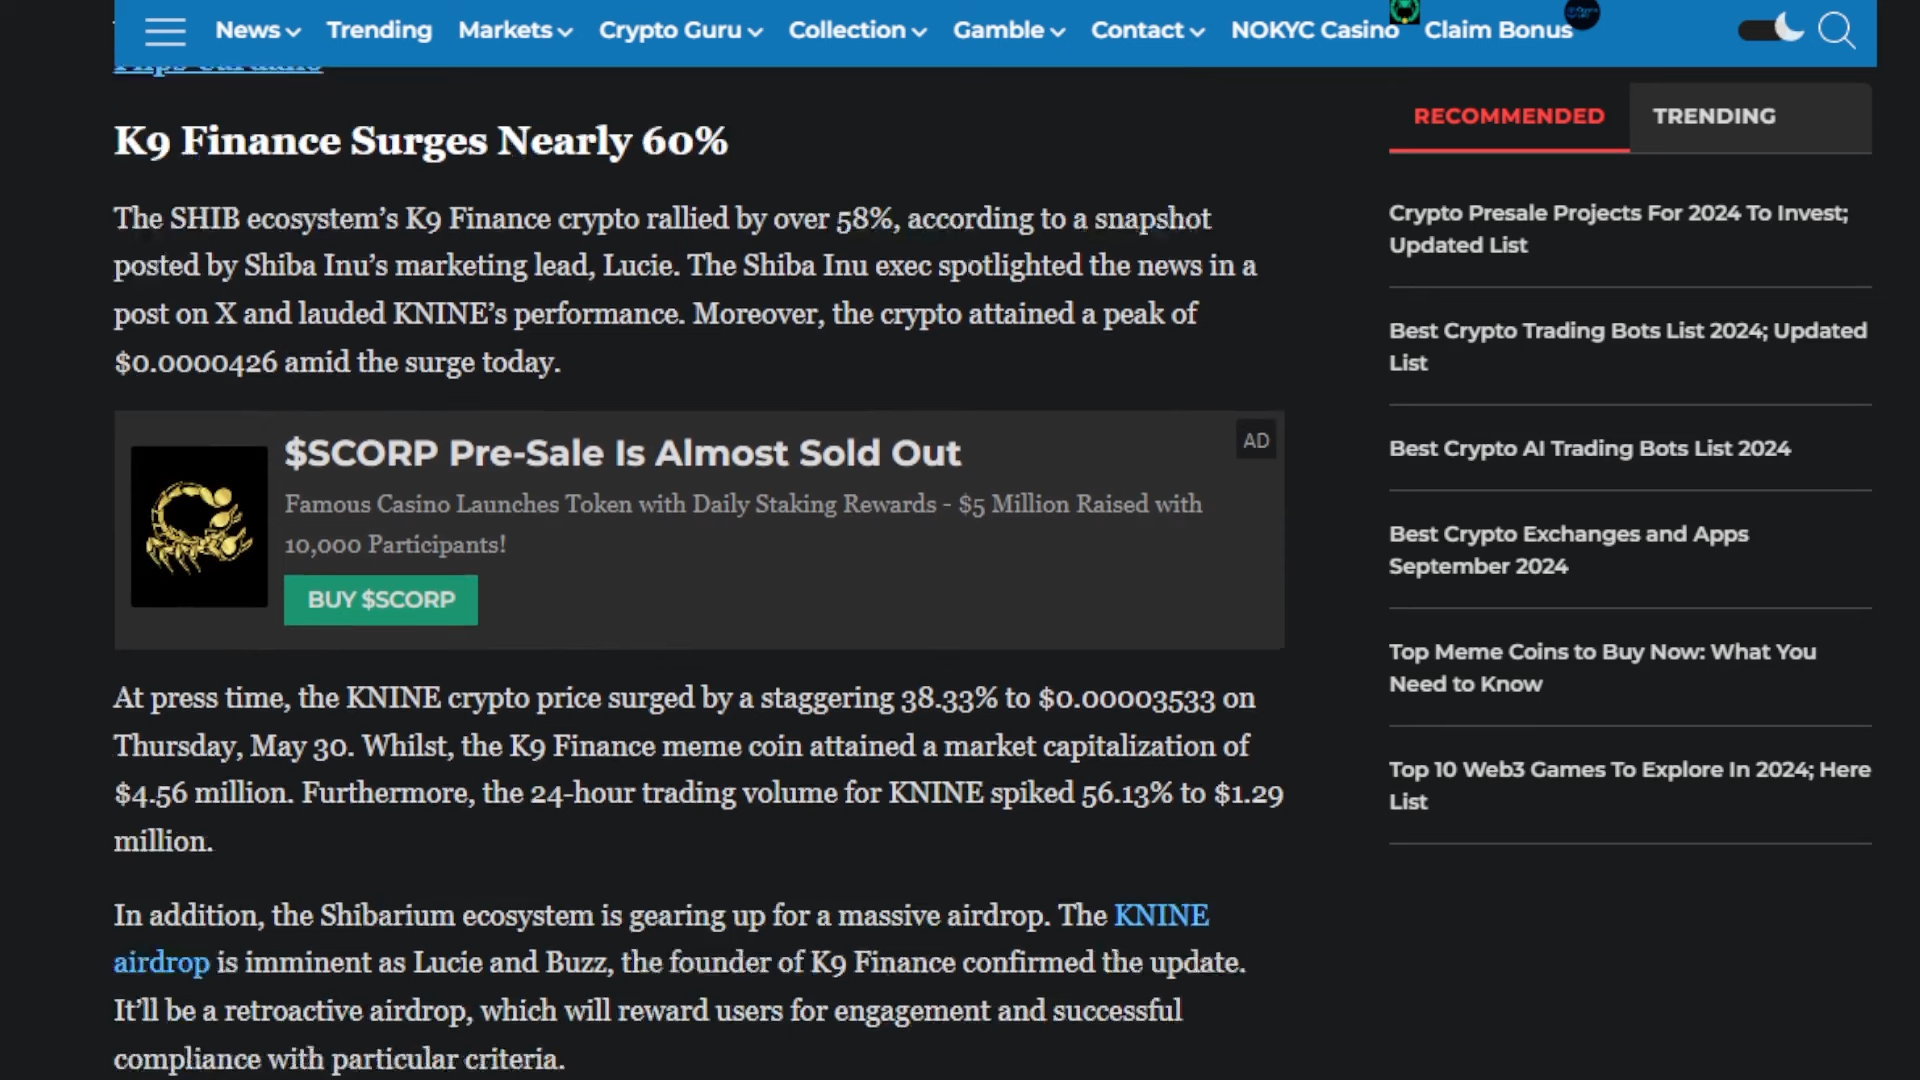 News
Trending
Markets
Crypto Guru
Collection
Gamble
Contact
NOKYC Casino
Claim Bonus
K9 Finance Surges Nearly 60%
The SHIB ecosystem’s K9 Finance crypto rallied by over 58%, according to a snapshot
posted by Shiba Inu’s marketing lead, Lucie. The Shiba Inu exec spotlighted the news in a
post on X and lauded KNINE’s performance. Moreover, the crypto attained a peak of
$0.0000426 amid the surge today.
$SCORP Pre-Sale Is Almost Sold Out
AD
Famous Casino Launches Token with Daily Staking Rewards - $5 Million Raised with
10,000 Participants!
BUY $SCORP
At press time, the KNINE crypto price surged by a staggering 38.33% to $0.00003533 on
Thursday, May 30. Whilst, the K9 Finance meme coin attained a market capitalization of
$4.56 million. Furthermore, the 24-hour trading volume for KNINE spiked 56.13% to $1.29
million.
In addition, the Shibarium ecosystem is gearing up for a massive airdrop. The KNINE
airdrop is imminent as Lucie and Buzz, the founder of K9 Finance confirmed the update.
It’ll be a retroactive airdrop, which will reward users for engagement and successful
compliance with particular criteria.
RECOMMENDED
TRENDING
Crypto Presale Projects For 2024 To Invest;
Updated List
Best Crypto Trading Bots List 2024; Updated
List
Best Crypto AI Trading Bots List 2024
Best Crypto Exchanges and Apps
September 2024
Top Meme Coins to Buy Now: What You
Need to Know
Top 10 Web3 Games To Explore In 2024; Here
List